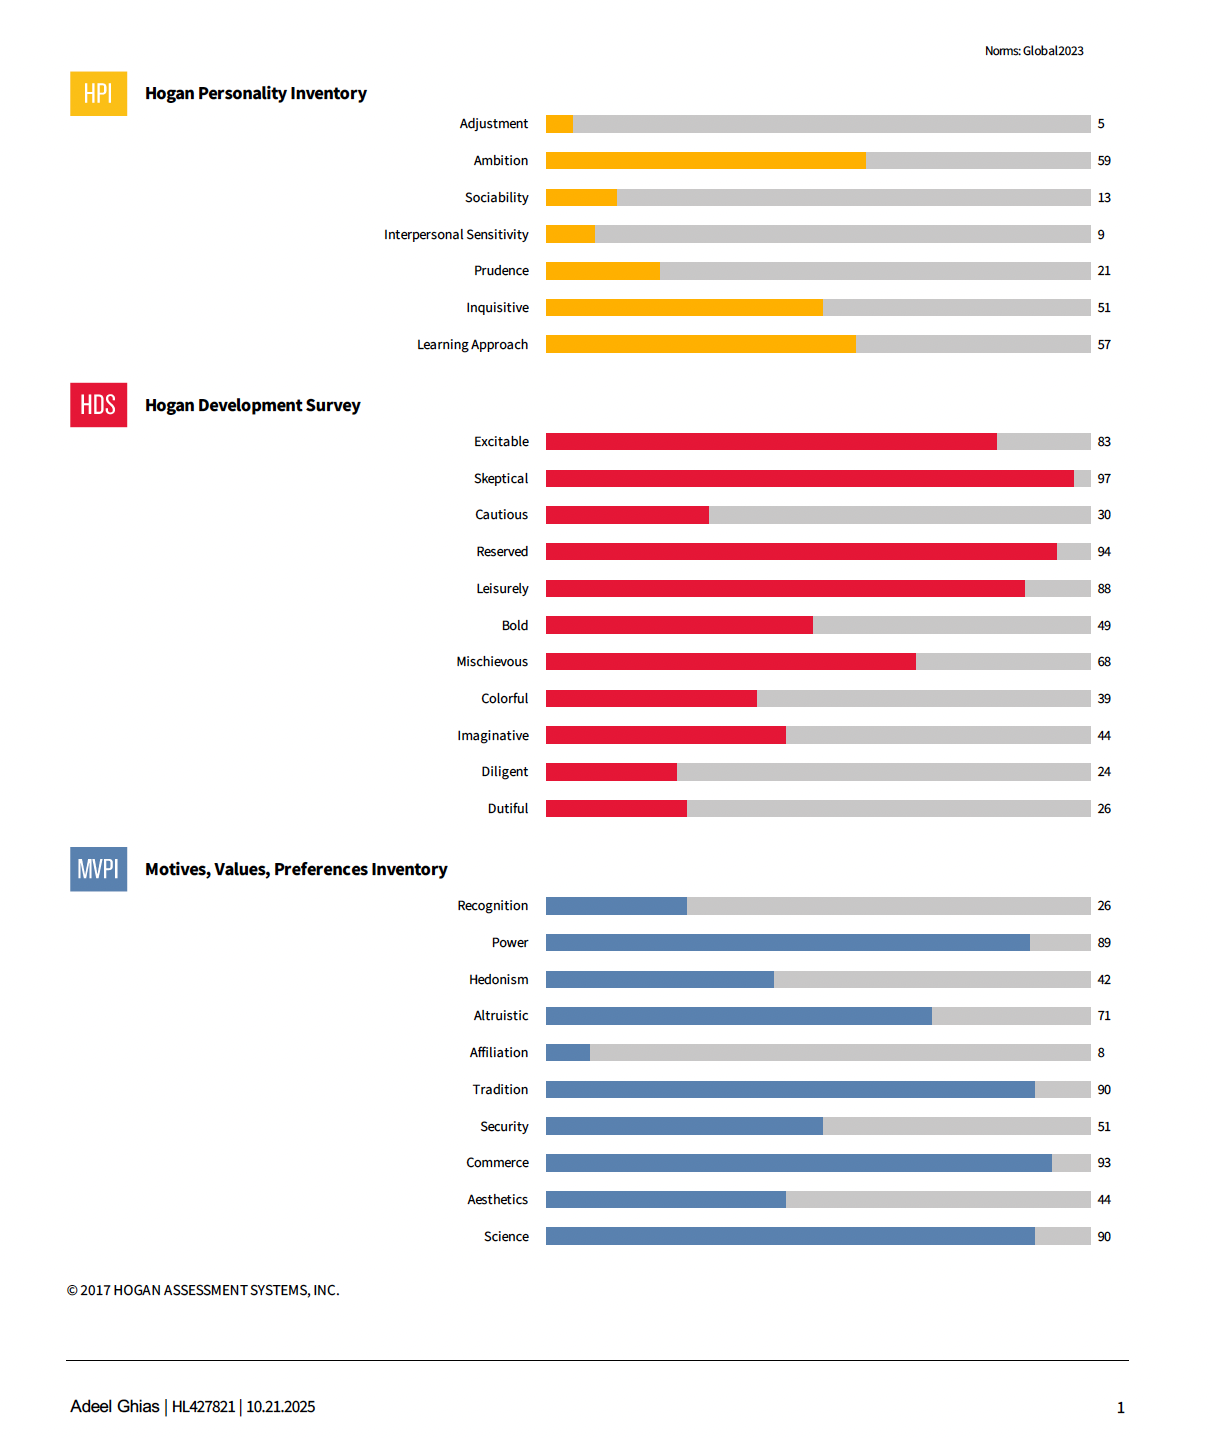 Norms: Global2023
HPI Hogan Personality Inventory
Adjustment 5
Ambition 59
Sociability 13
Interpersonal Sensitivity 9
Prudence 21
Inquisitive 51
Learning Approach 57
HDS Hogan Development Survey
Excitable 83
Skeptical 97
Cautious 30
Reserved 94
Leisurely 88
Bold 49
Mischievous 68
Colorful 39
Imaginative 44
Diligent 24
Dutiful 26
MVPI Motives, Values, Preferences Inventory
Recognition 26
Power 89
Hedonism 42
Altruistic 71
Affiliation 8
Tradition 90
Security 51
Commerce 93
Aesthetics 44
Science 90
© 2017 HOGAN ASSESSMENT SYSTEMS, INC.
Adeel Ghias | HL427821 | 10.21.2025 1